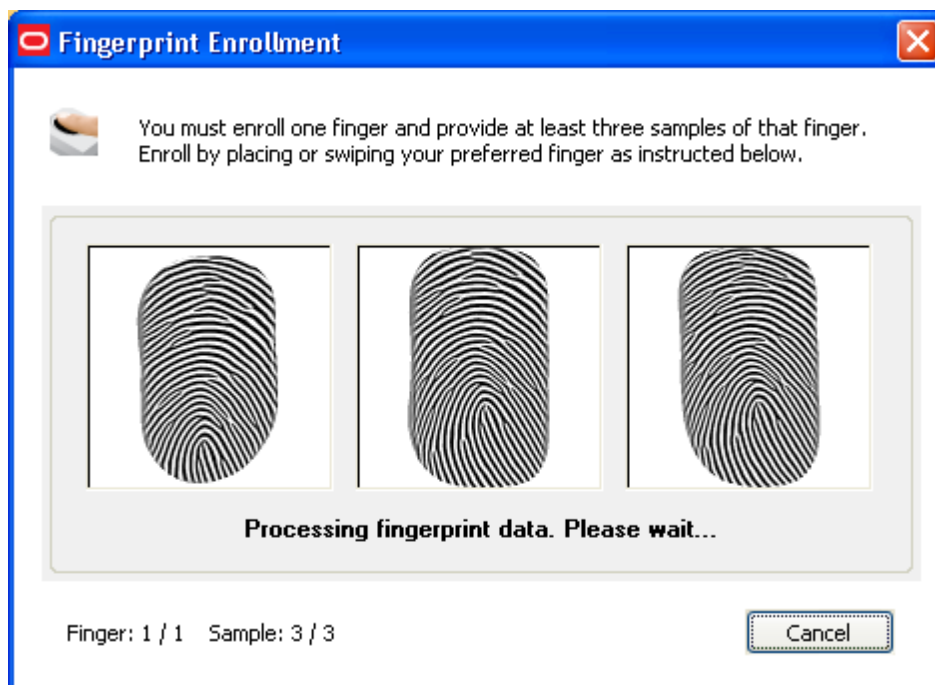 Fingerprint Enrollment
You must enroll one finger and provide at least three samples of that finger.
Enroll by placing or swiping your preferred finger as instructed below.
Processing fingerprint data. Please wait...
Finger: 1 / 1 Sample: 3 / 3
Cancel